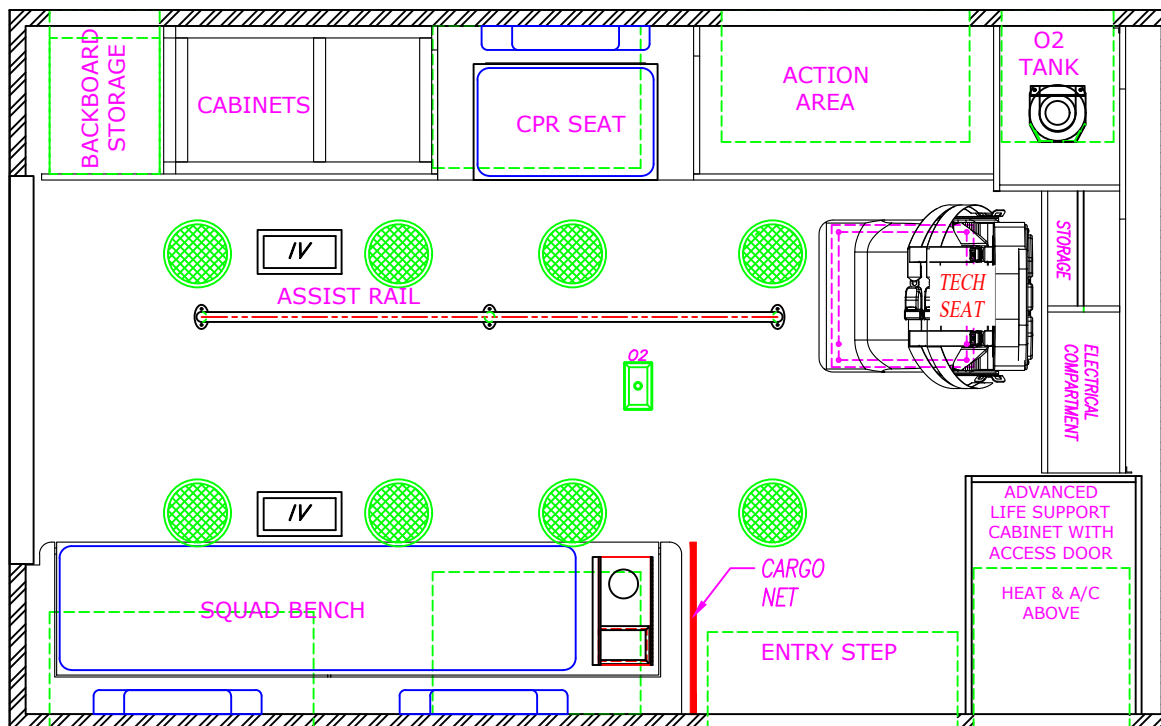 BACKBOARD
STORAGE
CABINETS
CPR SEAT
ACTION
AREA
O2
TANK
IV
ASSIST RAIL
STORAGE
TECH
SEAT
O2
ELECTRICAL
COMPARTMENT
IV
ADVANCED
LIFE SUPPORT
CABINET WITH
ACCESS DOOR
HEAT & A/C
ABOVE
CARGO
NET
SQUAD BENCH
ENTRY STEP